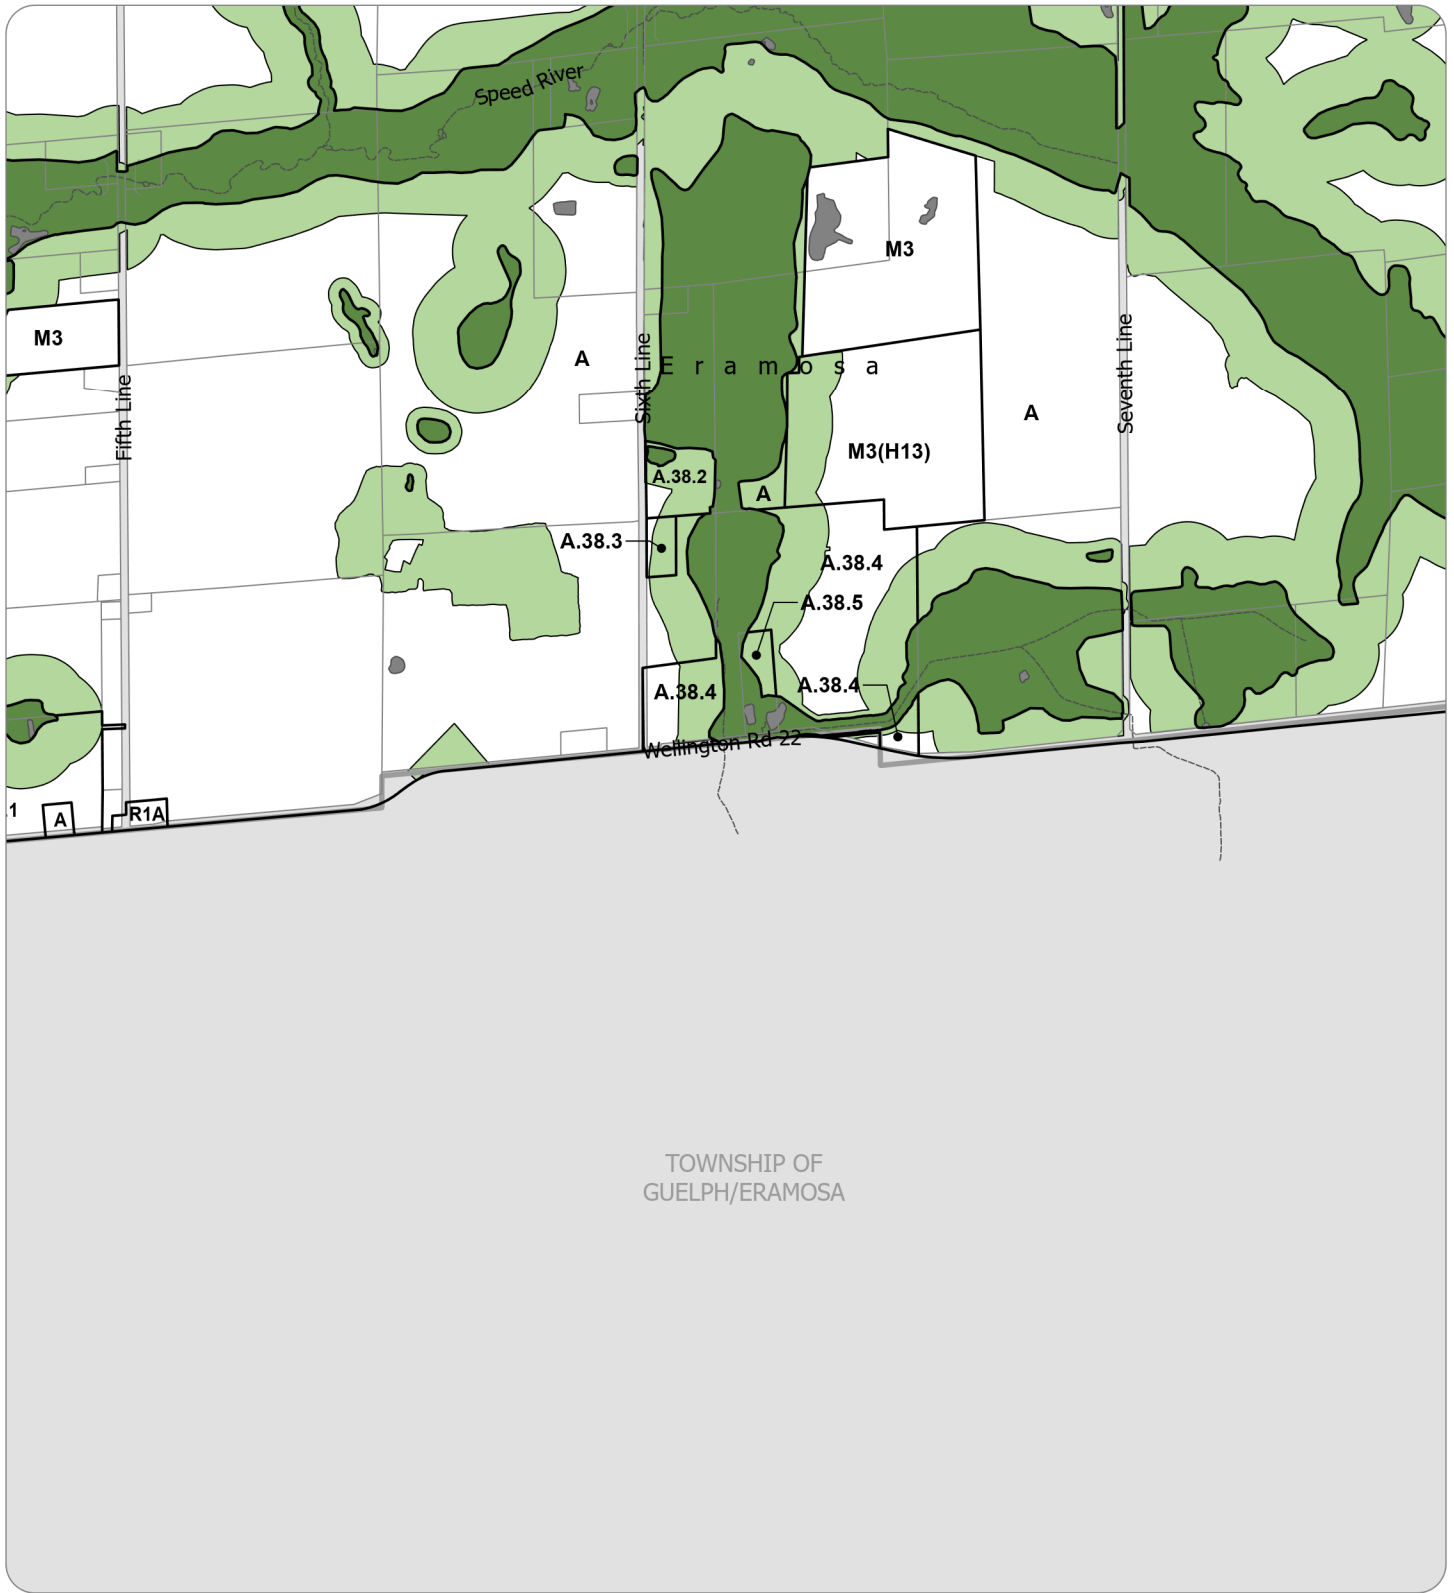 Speed River
M3
M3
Fifth Line
A
Sixth Line
Eramosa
Seventh Line
A
M3(H13)
A.38.2
A
A.38.3
A.38.4
A.38.5
A.38.4
A.38.4
Wellington Rd 22
.1
A
R1A
TOWNSHIP OF
GUELPH/ERAMOSA